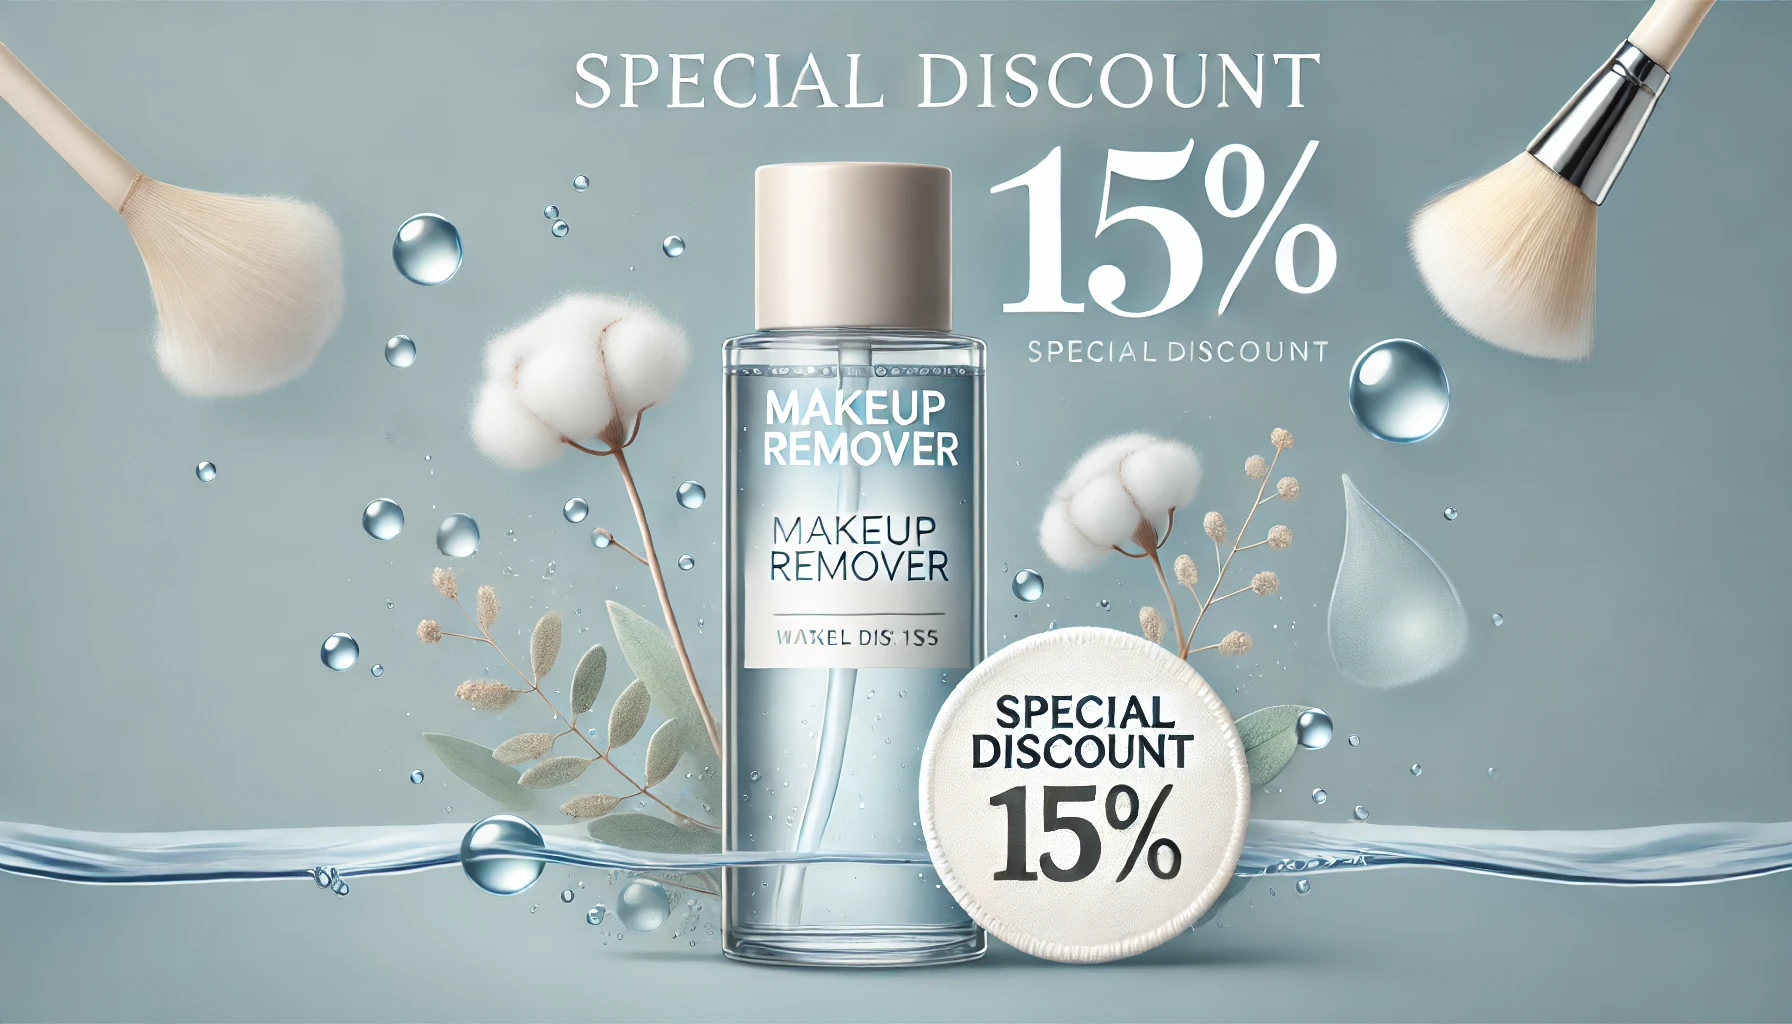 SPECIAL DISCOUNT
15%
SPECIAL DISCOUNT
MAKEUP
REMOVER
MAKEUP
REMOVER
SPECIAL
DISCOUNT
15%